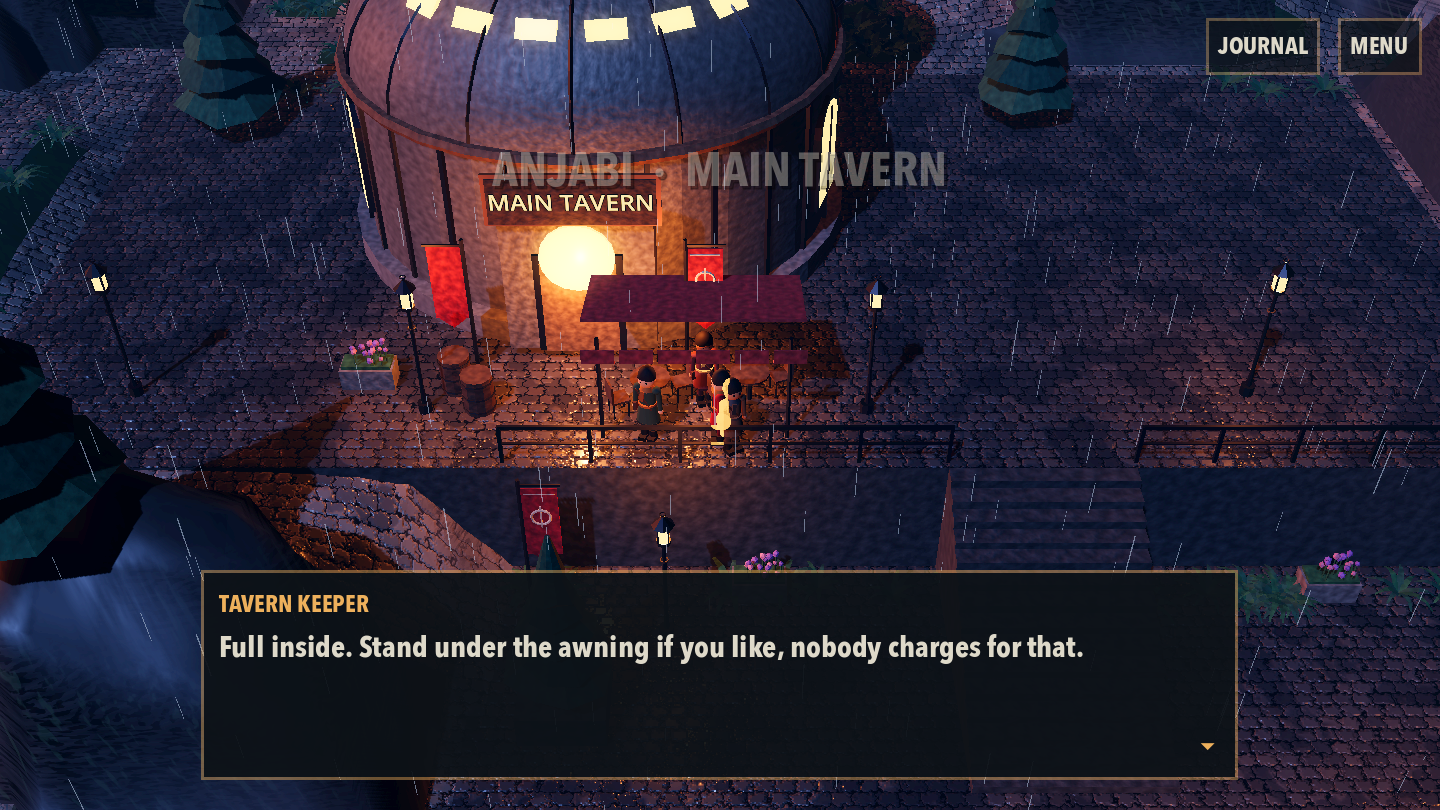 JOURNAL
MENU
ANJABI · MAIN TAVERN
MAIN TAVERN
TAVERN KEEPER
Full inside. Stand under the awning if you like, nobody charges for that.